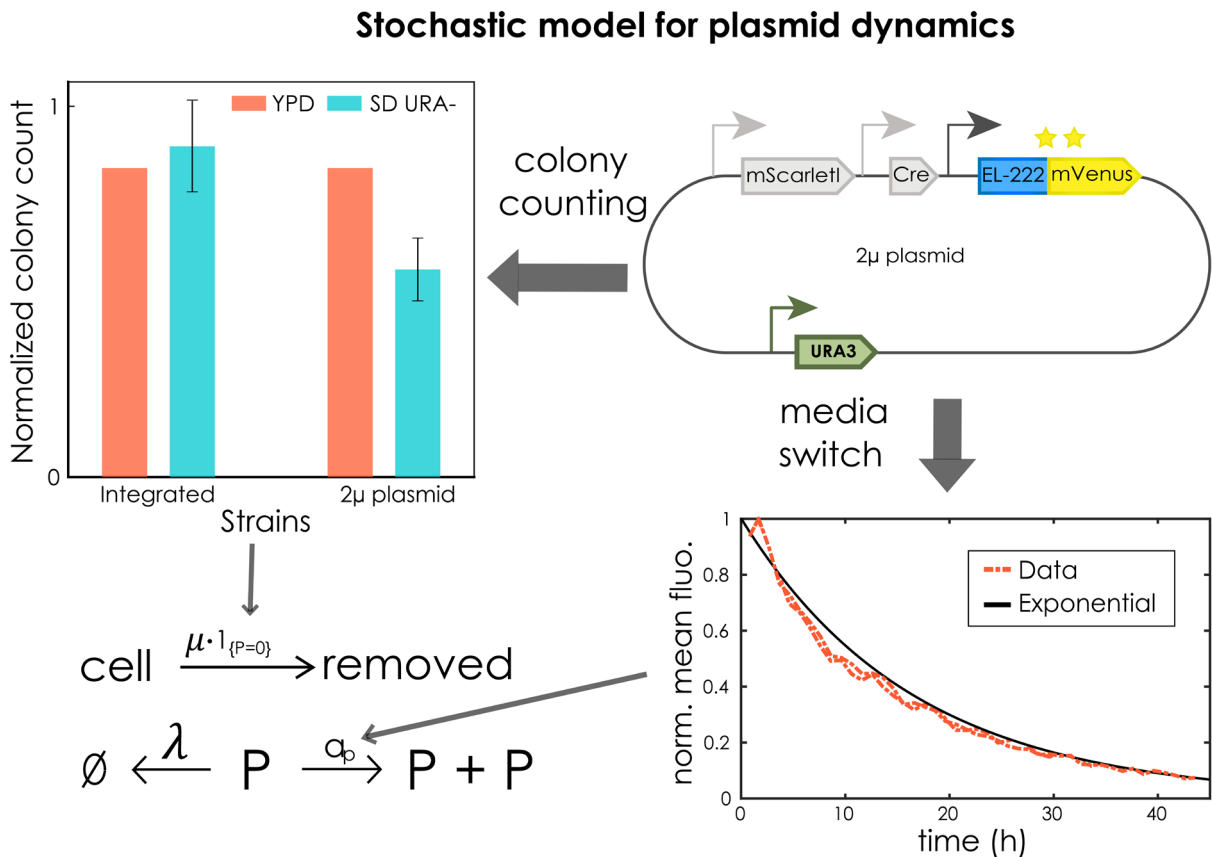 Stochastic model for plasmid dynamics
Normalized colony count
1
0
YPD
SD URA-
Integrated
2µ plasmid
Strains
colony
counting
mScarletI
Cre
EL-222
mVenus
2µ plasmid
URA3
media
switch
norm. mean fluo.
1
0.8
0.6
0.4
0.2
0
Data
Exponential
0
10
20
30
40
time (h)
cell
μ·1{P=0}
removed
∅
λ
P
qp
P + P